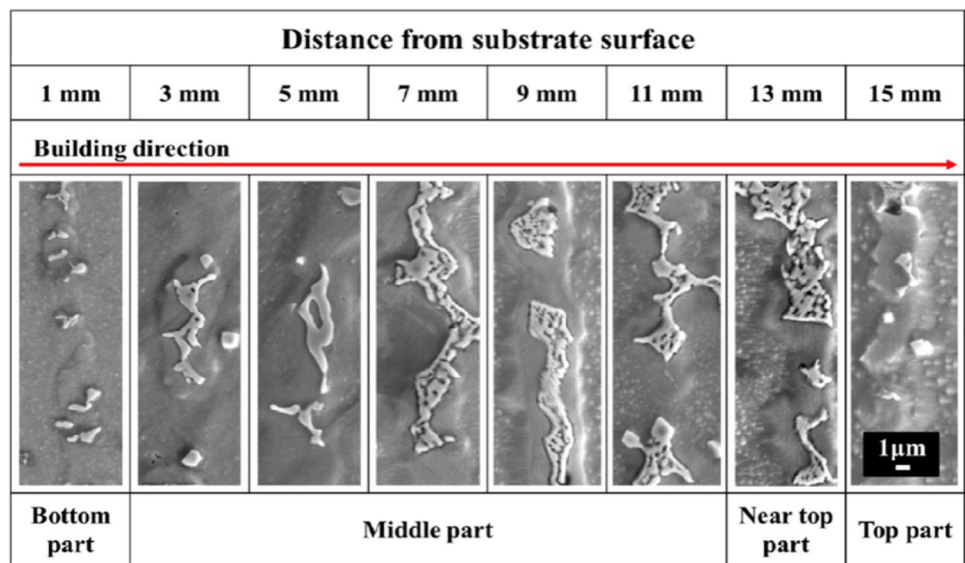 Distance from substrate surface
1 mm 3 mm 5 mm 7 mm 9 mm 11 mm 13 mm 15 mm
Building direction
1μm
Bottom part
Middle part
Near top part
Top part